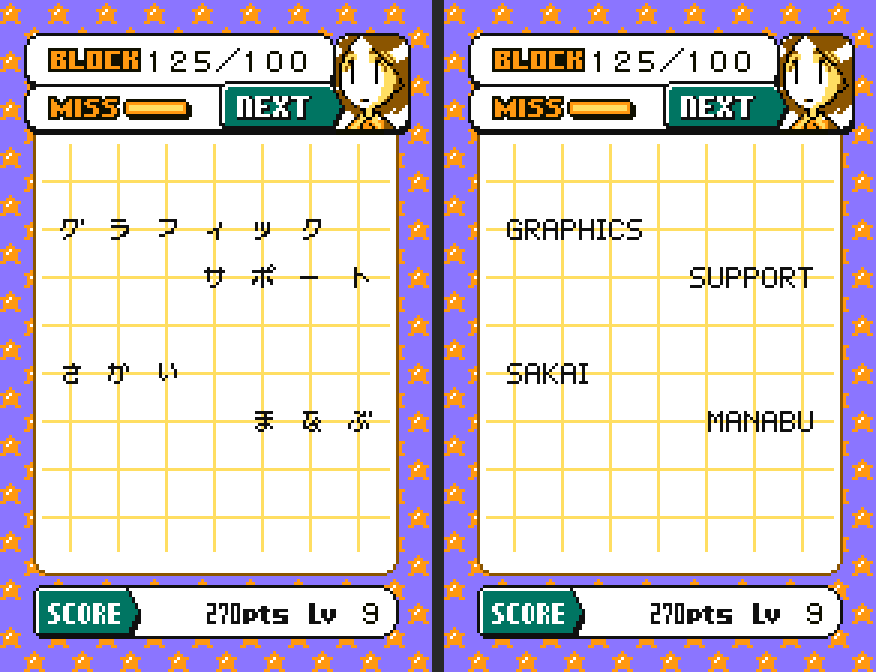 BLOCK 125/100
MISS
NEXT
グラフィック
サポート
さかい
まなぶ
SCORE 270pts Lv 9
BLOCK 125/100
MISS
NEXT
GRAPHICS
SUPPORT
SAKAI
MANABU
SCORE 270pts Lv 9